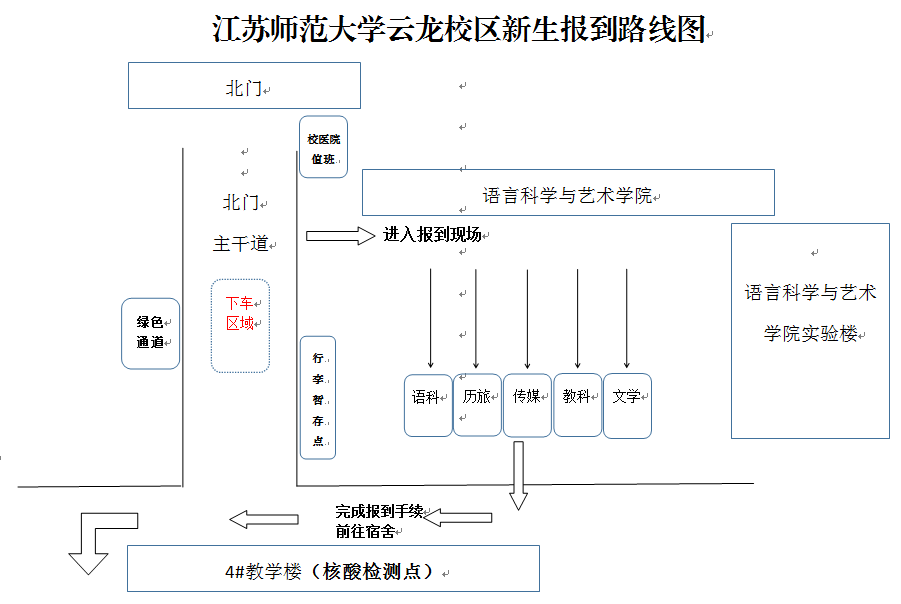 江苏师范大学云龙校区新生报到路线图
北门
校医院
值班
北门
主干道
语言科学与艺术学院
进入报到现场
语言科学与艺术
学院实验楼
下车
区域
绿色
通道
行
李
暂
存
点
语科
历旅
传媒
教科
文学
完成报到手续
前往宿舍
4#教学楼（核酸检测点）